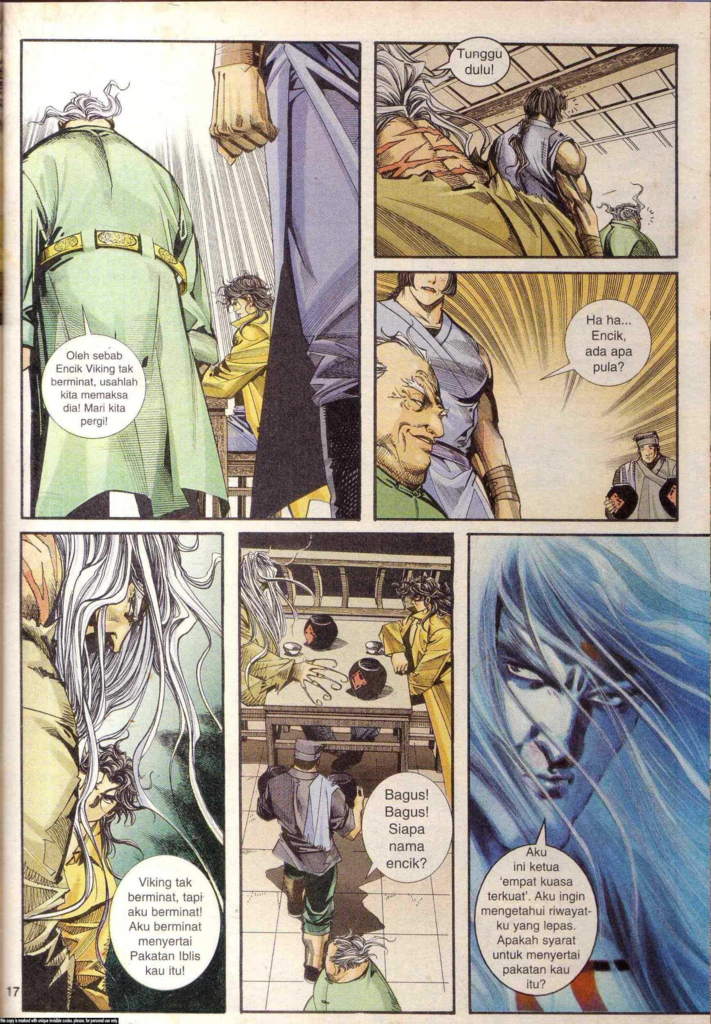 Oleh sebab
Encik Viking tak
berminat, usahlah
kita memaksa
dia! Mari kita
pergi!
Tunggu
dulu!
Ha ha...
Encik,
ada apa
pula?
Viking tak
berminat, tapi
aku berminat!
Aku berminat
menyertai
Pakatan Iblis
kau itu!
Bagus!
Bagus!
Siapa
nama
encik?
Aku
ini ketua
‘empat kuasa
terkuat’. Aku ingin
mengetahui riwayat-
ku yang lepas.
Apakah syarat
untuk menyertai
pakatan kau
itu?
17